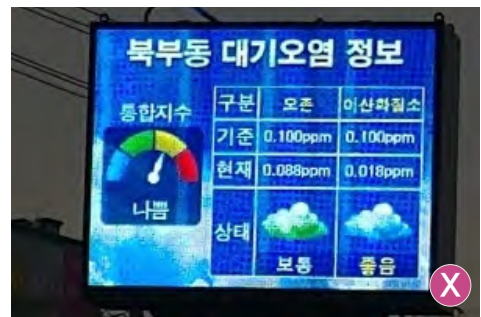 북부동 대기오염 정보
통합지수
나쁨
구분 오존 이산화질소
기준 0.100ppm 0.100ppm
현재 0.088ppm 0.018ppm
상태 보통 좋음
X